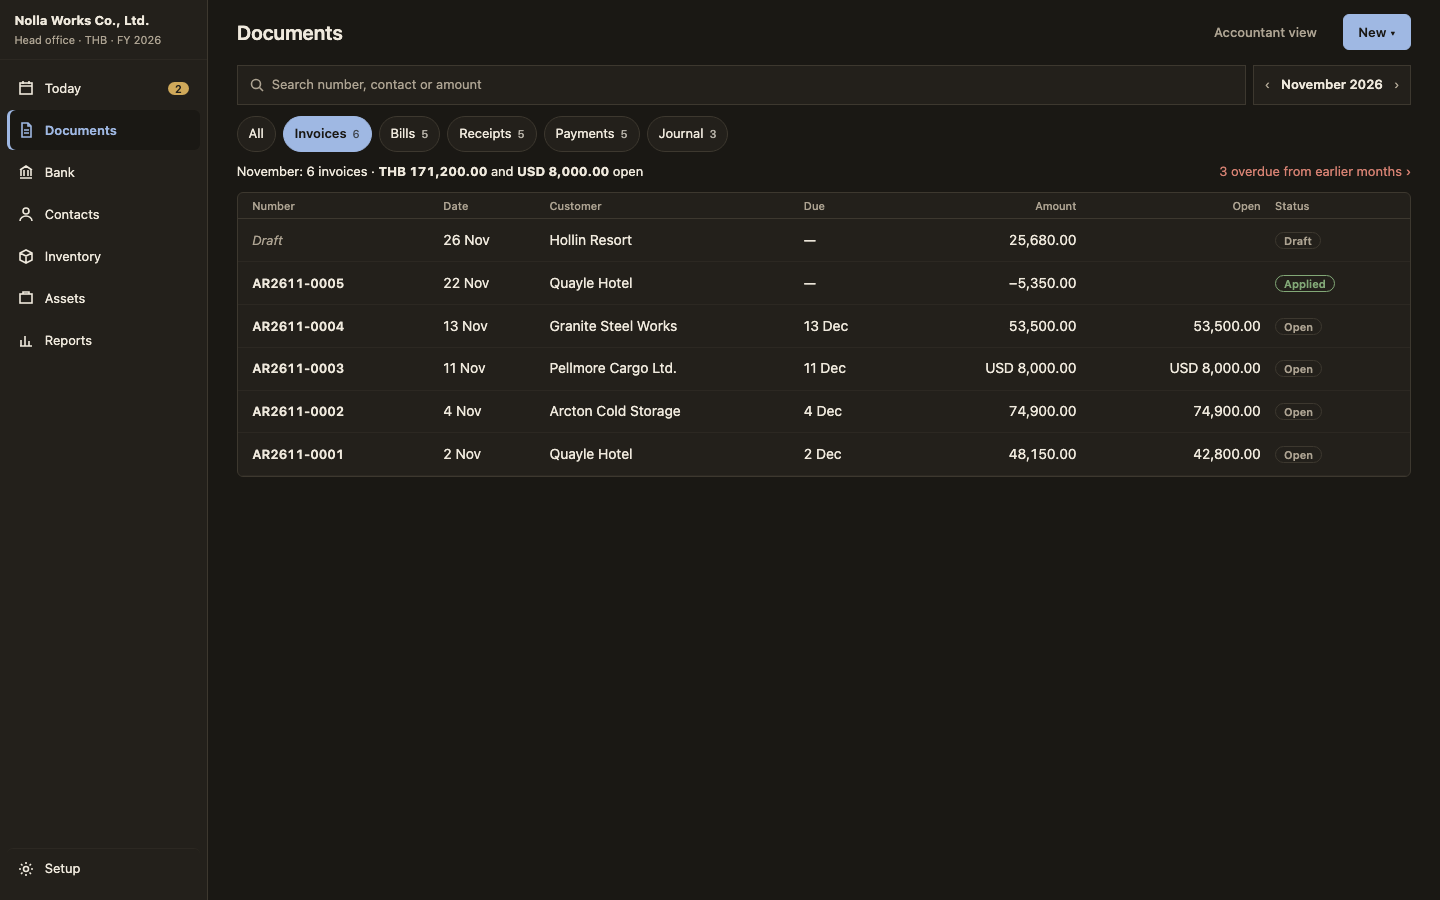 Nolla Works Co., Ltd.
Head office · THB · FY 2026
Today 2
Documents
Bank
Contacts
Inventory
Assets
Reports
Setup
Documents
Accountant view
New ▾
Search number, contact or amount
‹ November 2026 ›
All
Invoices 6
Bills 5
Receipts 5
Payments 5
Journal 3
November: 6 invoices · THB 171,200.00 and USD 8,000.00 open
3 overdue from earlier months ›
Number Date Customer Due Amount Open Status
Draft 26 Nov Hollin Resort — 25,680.00 Draft
AR2611-0005 22 Nov Quayle Hotel — −5,350.00 Applied
AR2611-0004 13 Nov Granite Steel Works 13 Dec 53,500.00 53,500.00 Open
AR2611-0003 11 Nov Pellmore Cargo Ltd. 11 Dec USD 8,000.00 USD 8,000.00 Open
AR2611-0002 4 Nov Arcton Cold Storage 4 Dec 74,900.00 74,900.00 Open
AR2611-0001 2 Nov Quayle Hotel 2 Dec 48,150.00 42,800.00 Open